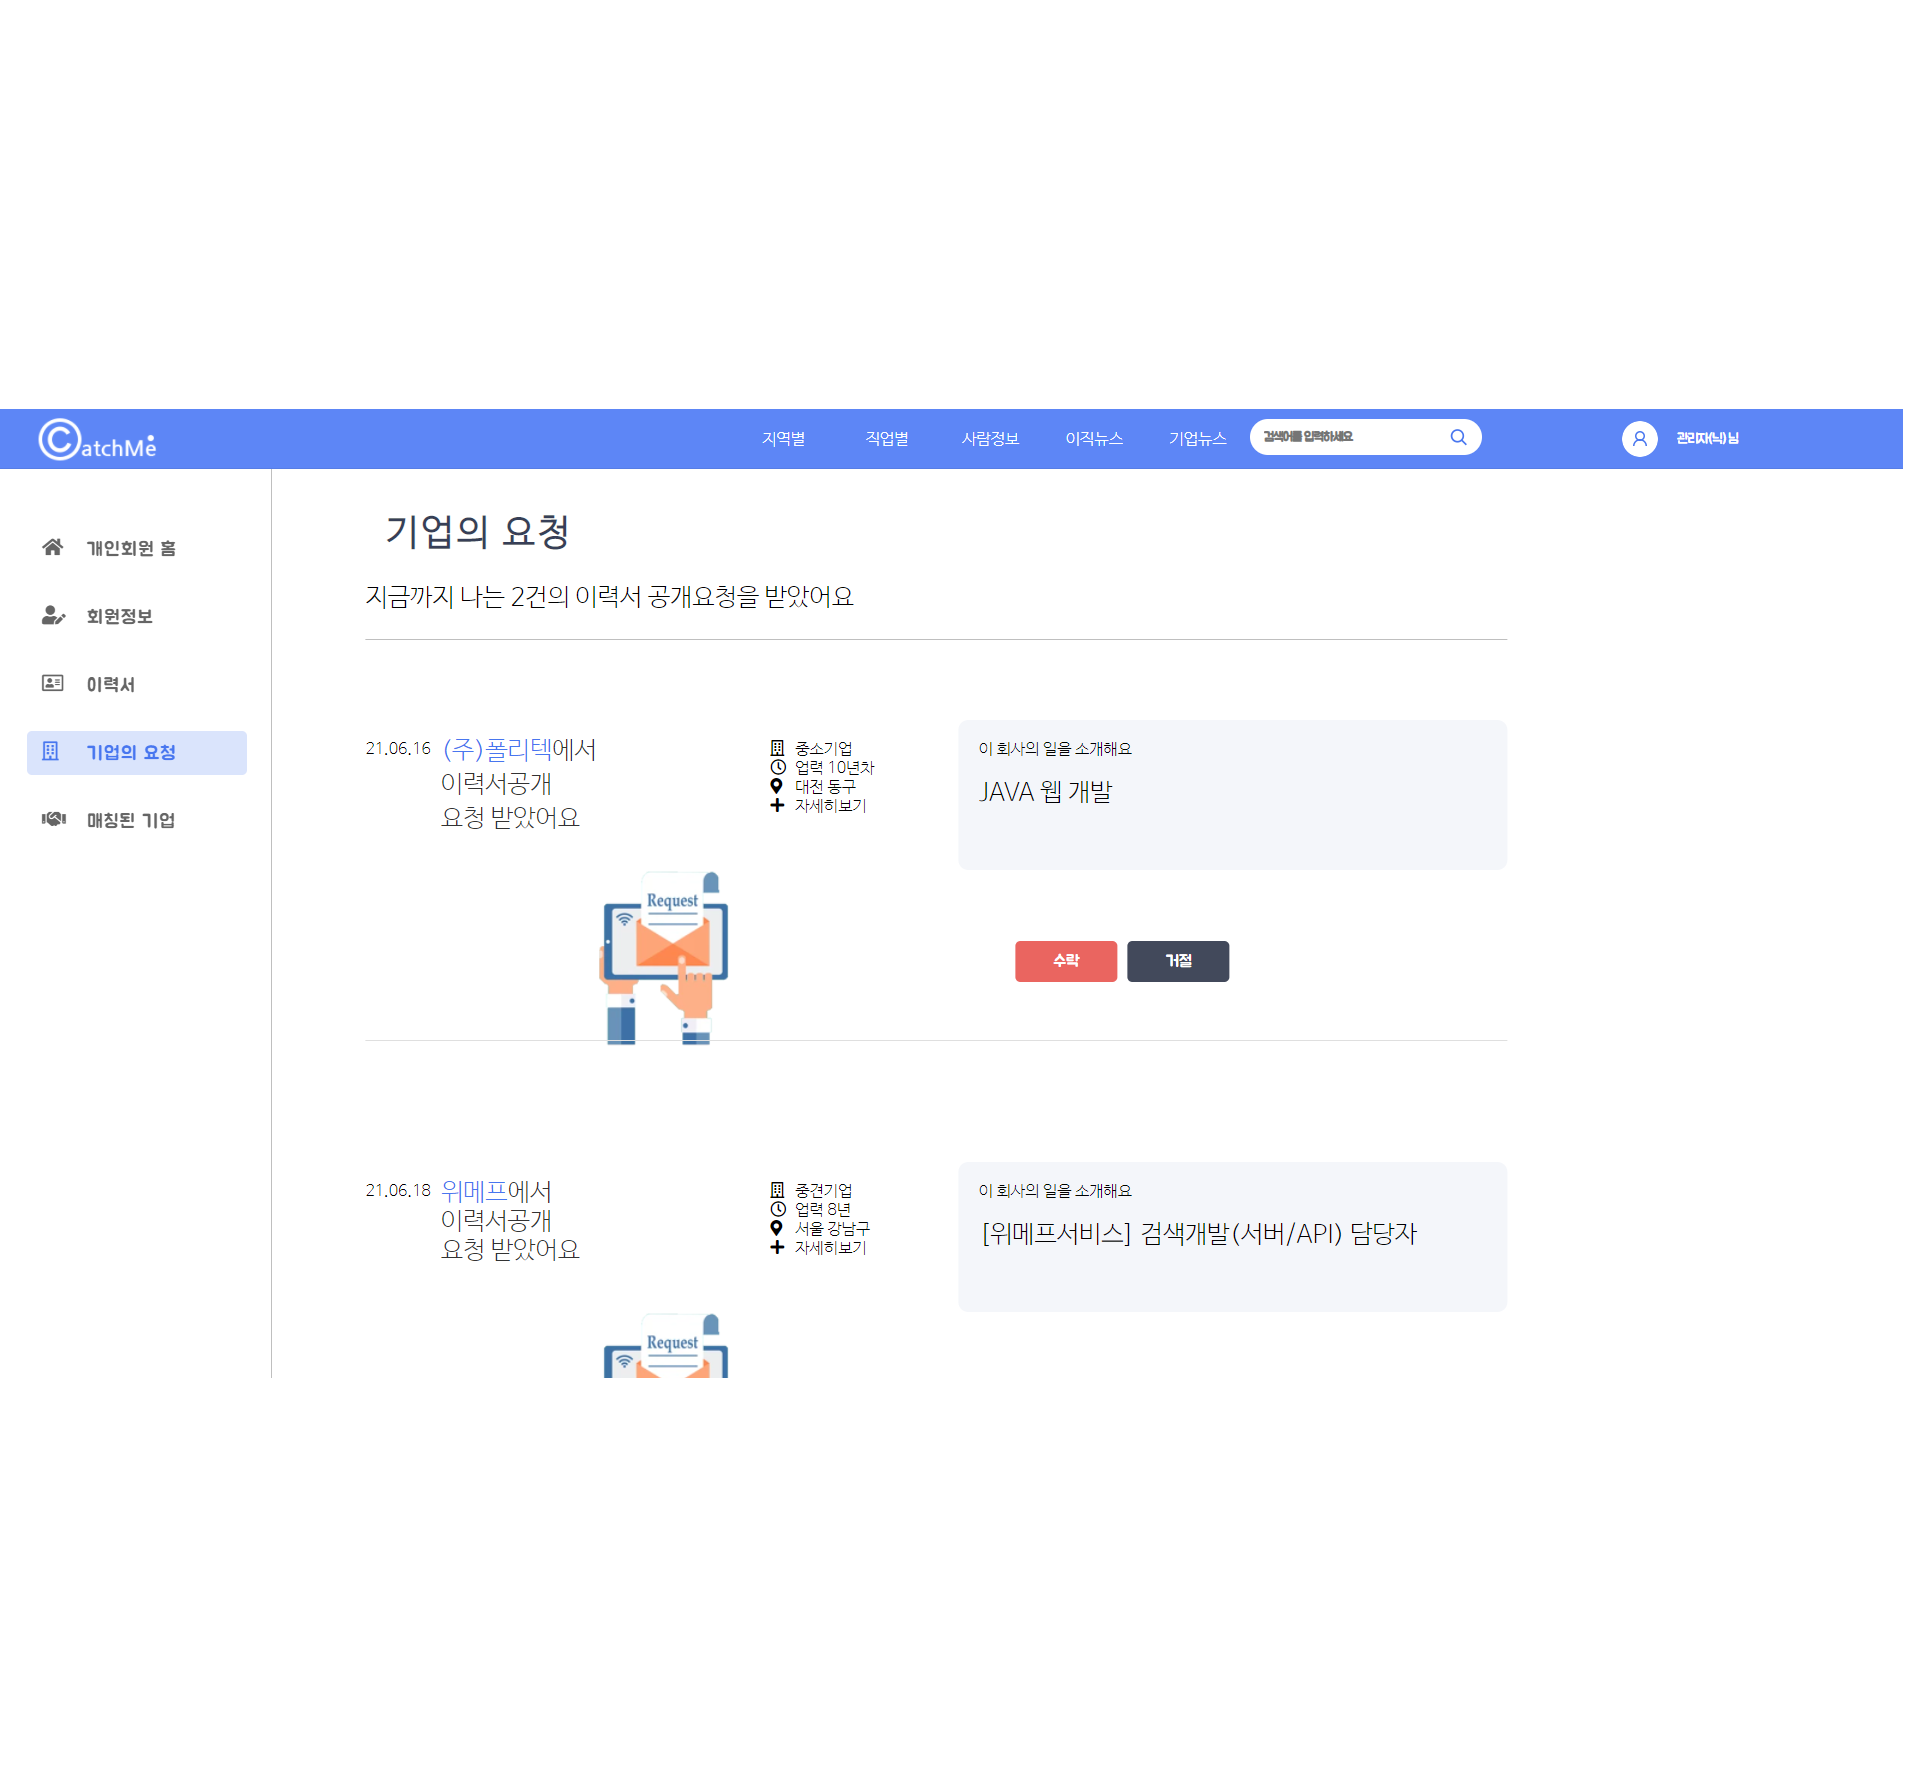 ©atchMe
지역별 직업별 사람정보 이직뉴스 기업뉴스 검색어를 입력하세요 관리자(닉) 님
개인회원 홈
회원정보
이력서
기업의 요청
매칭된 기업
기업의 요청
지금까지 나는 2건의 이력서 공개요청을 받았어요
21.06.16 (주)폴리텍에서
이력서공개
요청 받았어요
중소기업
업력 10년차
대전 동구
자세히보기
이 회사의 일을 소개해요
JAVA 웹 개발
Request
수락 거절
21.06.18 위메프에서
이력서공개
요청 받았어요
중견기업
업력 8년
서울 강남구
자세히보기
이 회사의 일을 소개해요
[위메프서비스] 검색개발(서버/API) 담당자
Request